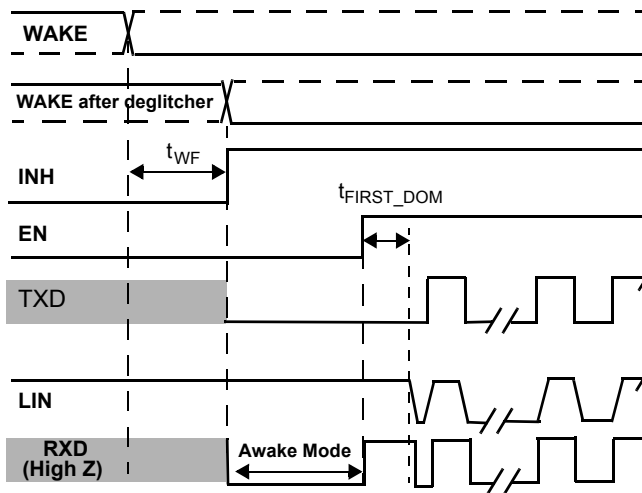 WAKE
WAKE after deglitcher
tWF
INH
tFIRST_DOM
EN
TXD
LIN
RXD
(High Z)
Awake Mode